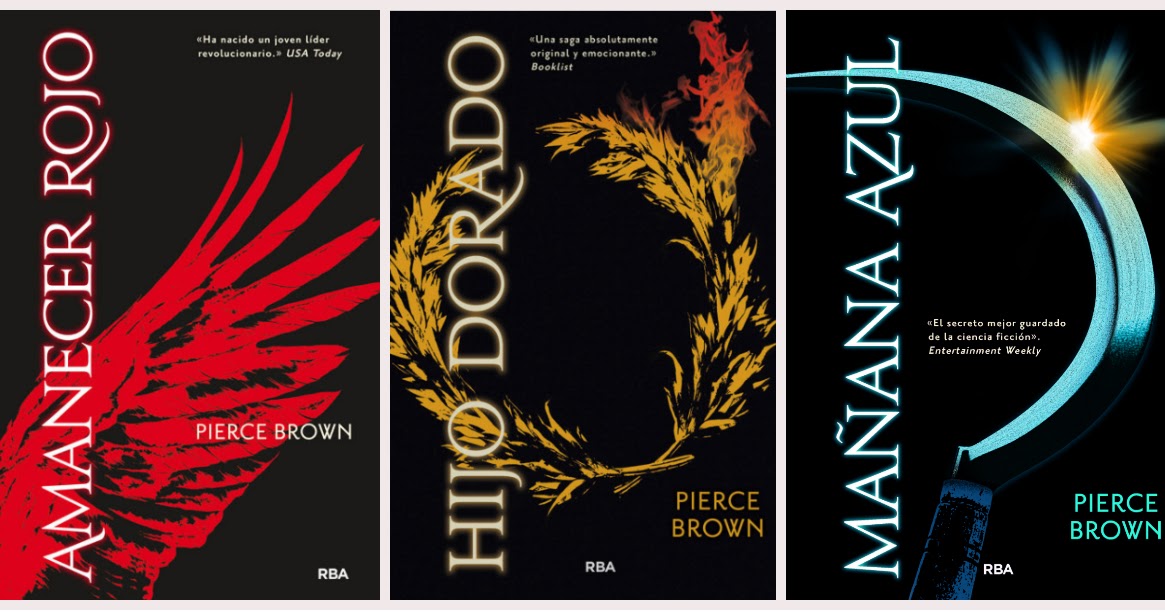 AMANECER ROJO
«Ha nacido un joven líder
revolucionario.» USA Today
PIERCE BROWN
RBA
HIJO DORADO
«Una saga absolutamente
original y emocionante.»
Booklist
PIERCE
BROWN
RBA
MAÑANA AZUL
«El secreto mejor guardado
de la ciencia ficción».
Entertainment Weekly
PIERCE
BROWN
RBA